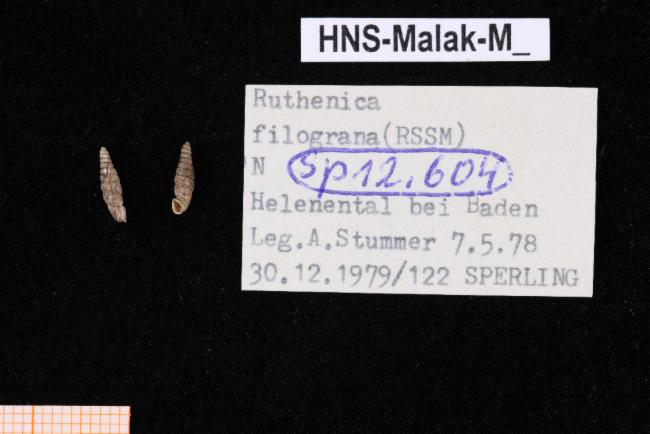 HNS-Malak-M_
Ruthenica
filograna(RSSM)
N Sp12.604
Helenental bei Baden
Leg.A.Stummer 7.5.78
30.12.1979/122 SPERLING